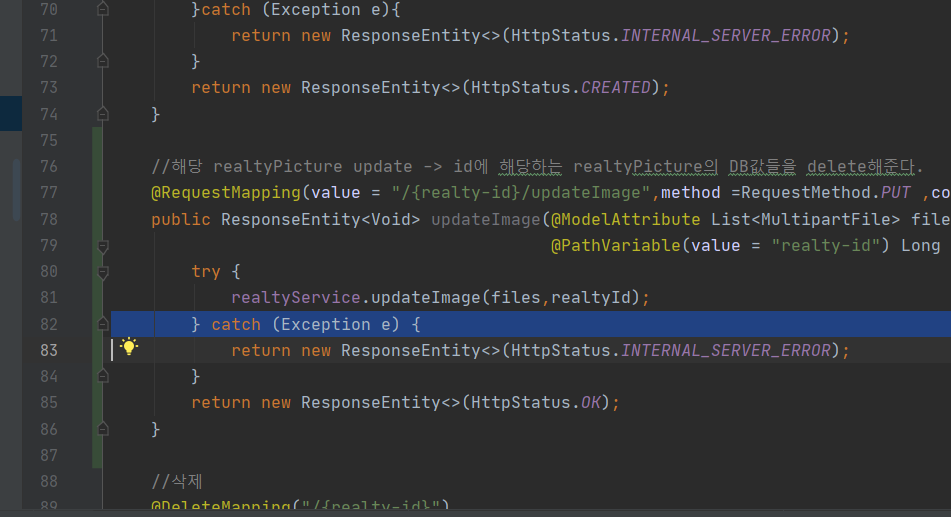 70 }catch (Exception e){
71 return new ResponseEntity<>(HttpStatus.INTERNAL_SERVER_ERROR);
72 }
73 return new ResponseEntity<>(HttpStatus.CREATED);
74 }
75
76 //해당 realtyPicture update -> id에 해당하는 realtyPicture의 DB값들을 delete해준다.
77 @RequestMapping(value = "/{realty-id}/updateImage",method =RequestMethod.PUT ,co
78 public ResponseEntity<Void> updateImage(@ModelAttribute List<MultipartFile> file
79 @PathVariable(value = "realty-id") Long
80 try {
81 realtyService.updateImage(files,realtyId);
82 } catch (Exception e) {
83 return new ResponseEntity<>(HttpStatus.INTERNAL_SERVER_ERROR);
84 }
85 return new ResponseEntity<>(HttpStatus.OK);
86 }
87
88 //삭제
89 @DeleteMapping("/{realty-id}")